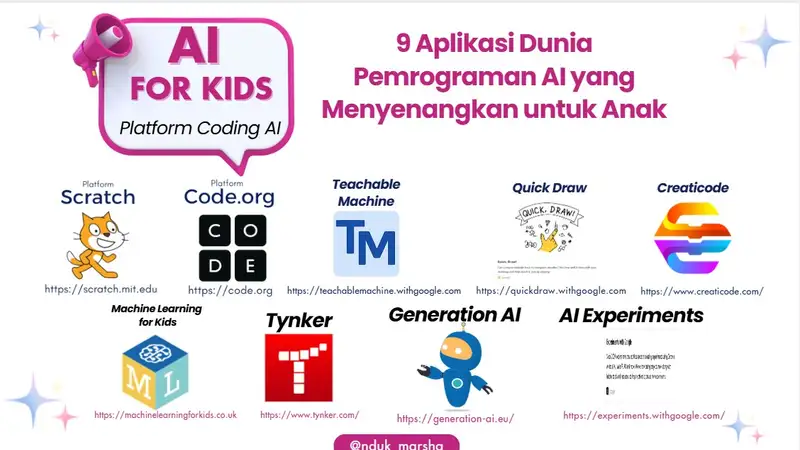 AI
FOR KIDS
Platform Coding AI
9 Aplikasi Dunia
Pemrograman AI yang
Menyenangkan untuk Anak
Platform
Scratch
https://scratch.mit.edu
Platform
Code.org
C O
D E
https://code.org
Teachable
Machine
TM
https://teachablemachine.withgoogle.com
Quick Draw
QUICK, DRAW!
https://quickdraw.withgoogle.com
Creaticode
https://www.creaticode.com/
Machine Learning
for Kids
M L
https://machinelearningforkids.co.uk
Tynker
T
https://www.tynker.com/
Generation AI
https://generation-ai.eu/
AI Experiments
Experiments with Google
https://experiments.withgoogle.com/
@nduk_marsha